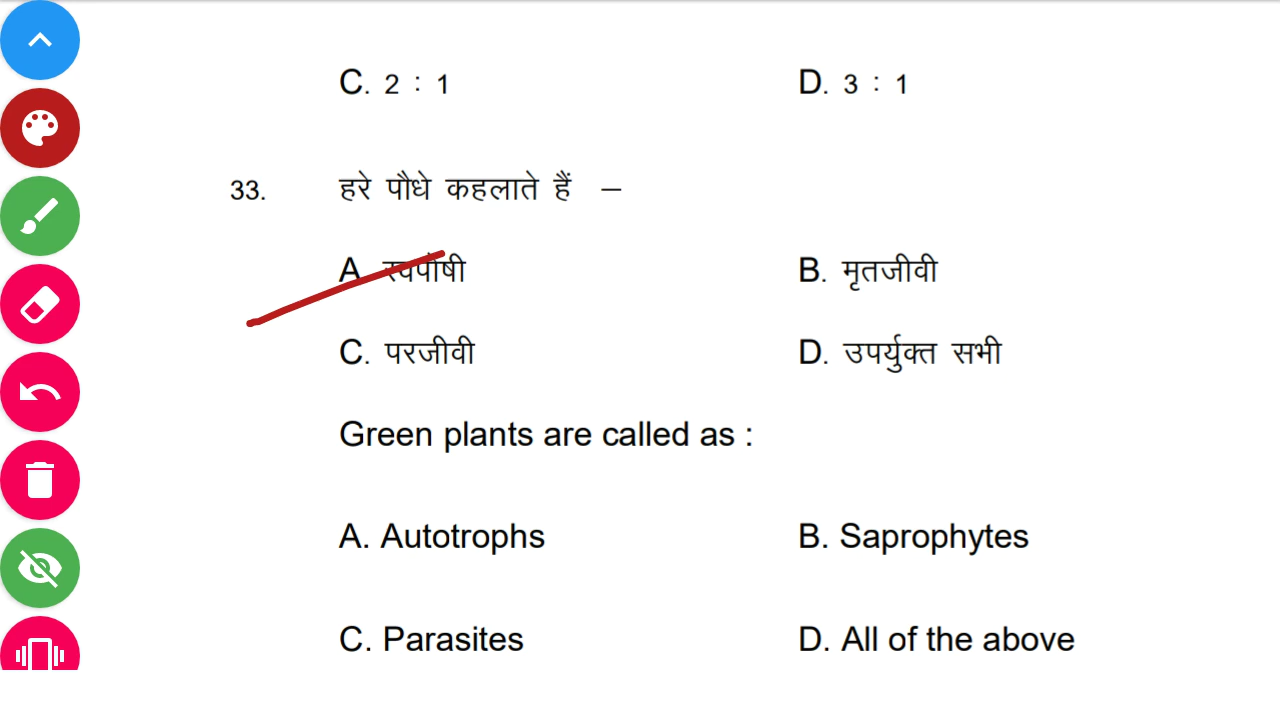 C. 2 : 1 D. 3 : 1
33. हरे पौधे कहलाते हैं –
A. स्वपोषी B. मृतजीवी
C. परजीवी D. उपर्युक्त सभी
Green plants are called as :
A. Autotrophs B. Saprophytes
C. Parasites D. All of the above